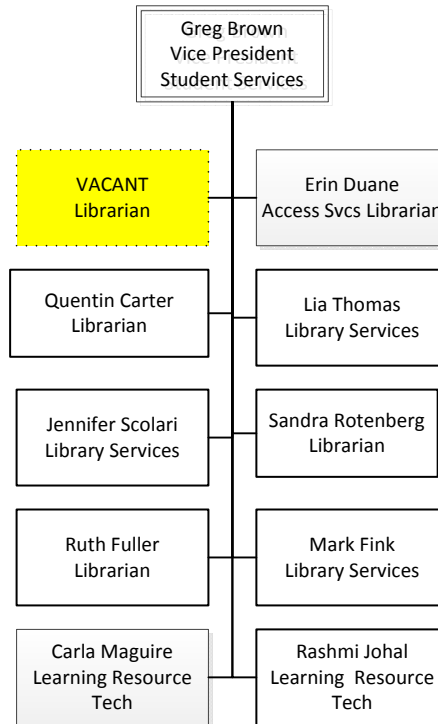 Greg Brown
Vice President
Student Services
VACANT
Librarian
Erin Duane
Access Svcs Librarian
Quentin Carter
Librarian
Lia Thomas
Library Services
Jennifer Scolari
Library Services
Sandra Rotenberg
Librarian
Ruth Fuller
Librarian
Mark Fink
Library Services
Carla Maguire
Learning Resource
Tech
Rashmi Johal
Learning  Resource
Tech